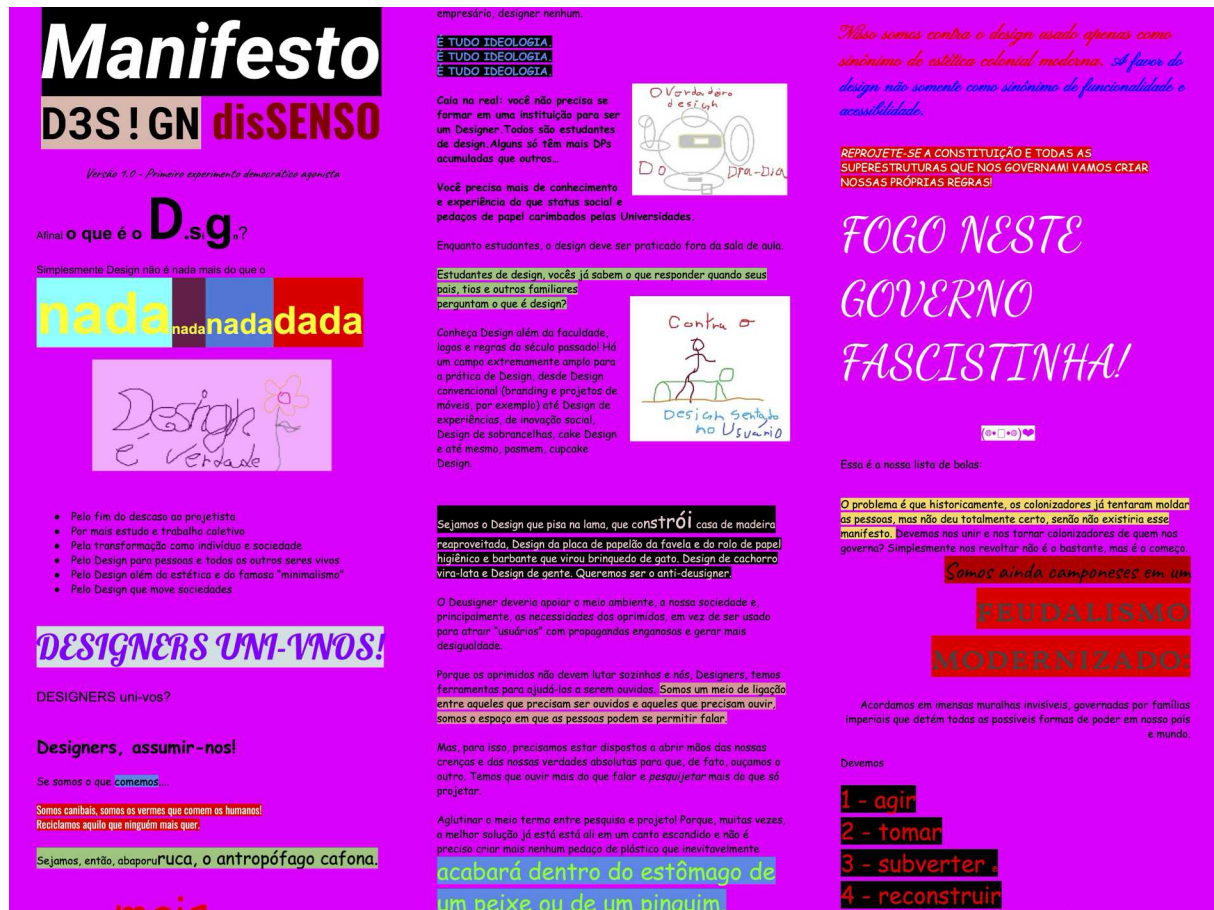 Manifesto
D3S!GN disSENSO
Versão 1.0 - Primeiro experimento democrático agonista
Afinal o que é o D.sig.n.?
Simplesmente Design não é nada mais do que o
nadanadanadadada
Design
é verdade
● Pelo fim do descaso ao projetista
● Por mais estudo e trabalho coletivo
● Pela transformação como indivíduo e sociedade
● Pelo Design para pessoas e todos os outros seres vivos
● Pelo Design além da estética e do famoso "minimalismo"
● Pelo Design que move sociedades
DESIGNERS UNI-VNOS!
DESIGNERS uni-vos?
Designers, assumir-nos!
Se somos o que comemos....
Somos canibais, somos os vermes que comem os humanos!
Reciclamos aquilo que ninguém mais quer.
Sejamos, então, abaporuruca, o antropófago cafona.
mais
empresário, designer nenhum.
É TUDO IDEOLOGIA.
É TUDO IDEOLOGIA.
É TUDO IDEOLOGIA.
Caia na real: você não precisa se
formar em uma instituição para ser
um Designer. Todos são estudantes
de design. Alguns só têm mais DPs
acumuladas que outros...
O Verdadeiro
design
Do Dia-Dia
Você precisa mais de conhecimento
e experiência do que status social e
pedaços de papel carimbados pelas Universidades.
Enquanto estudantes, o design deve ser praticado fora da sala de aula.
Estudantes de design, vocês já sabem o que responder quando seus
pais, tios e outros familiares
perguntam o que é design?
Conheça Design além da faculdade,
logos e regras do século passado! Há
um campo extremamente amplo para
a prática de Design, desde Design
convencional (branding e projetos de
móveis, por exemplo) até Design de
experiências, de inovação social,
Design de sobrancelhas, cake Design
e até mesmo, pasmem, cupcake
Design.
Contra o
Design Sentado
no Usuário
Sejamos o Design que pisa na lama, que constrói casa de madeira
reaproveitada, Design da placa de papelão da favela e do rolo de papel
higiênico e barbante que virou brinquedo de gato. Design de cachorro
vira-lata e Design de gente. Queremos ser o anti-deusigner.
O Deusigner deveria apoiar o meio ambiente, a nossa sociedade e,
principalmente, as necessidades dos oprimidos, em vez de ser usado
para atrair "usuários" com propagandas enganosas e gerar mais
desigualdade.
Porque os oprimidos não devem lutar sozinhos e nós, Designers, temos
ferramentas para ajudá-los a serem ouvidos. Somos um meio de ligação
entre aqueles que precisam ser ouvidos e aqueles que precisam ouvir,
somos o espaço em que as pessoas podem se permitir falar.
Mas, para isso, precisamos estar dispostos a abrir mãos das nossas
crenças e das nossas verdades absolutas para que, de fato, ouçamos o
outro. Temos que ouvir mais do que falar e pesquijetar mais do que só
projetar.
Aglutinar o meio termo entre pesquisa e projeto! Porque, muitas vezes,
a melhor solução já está está ali em um canto escondido e não é
preciso criar mais nenhum pedaço de plástico que inevitavelmente
acabará dentro do estômago de
um peixe ou de um pinguim.
Nãso somos contra o design usado apenas como
sinônimo de estética colonial moderna. A favor do
design não somente como sinônimo de funcionalidade e
acessibilidade.
REPROJETE-SE A CONSTITUIÇÃO E TODAS AS
SUPERESTRUTURAS QUE NOS GOVERNAM! VAMOS CRIAR
NOSSAS PRÓPRIAS REGRAS!
FOGO NESTE
GOVERNO
FASCISTINHA!
Essa é a nossa lista de balas:
O problema é que historicamente, os colonizadores já tentaram moldar
as pessoas, mas não deu totalmente certo, senão não existiria esse
manifesto. Devemos nos unir e nos tornar colonizadores de quem nos
governa? Simplesmente nos revoltar não é o bastante, mas é o começo.
Somos ainda camponeses em um
FEUDALISMO
MODERNIZADO:
Acordamos em imensas muralhas invisíveis, governadas por famílias
imperiais que detém todas as possíveis formas de poder em nosso país
e mundo.
Devemos
1 - agir
2 - tomar
3 - subverter e
4 - reconstruir